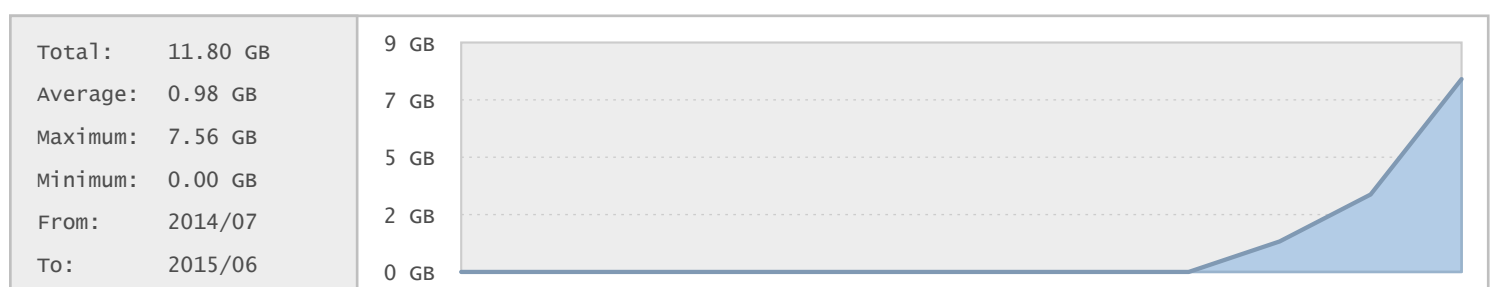 Total: 11.80 GB
Average: 0.98 GB
Maximum: 7.56 GB
Minimum: 0.00 GB
From: 2014/07
To: 2015/06
9 GB
7 GB
5 GB
2 GB
0 GB